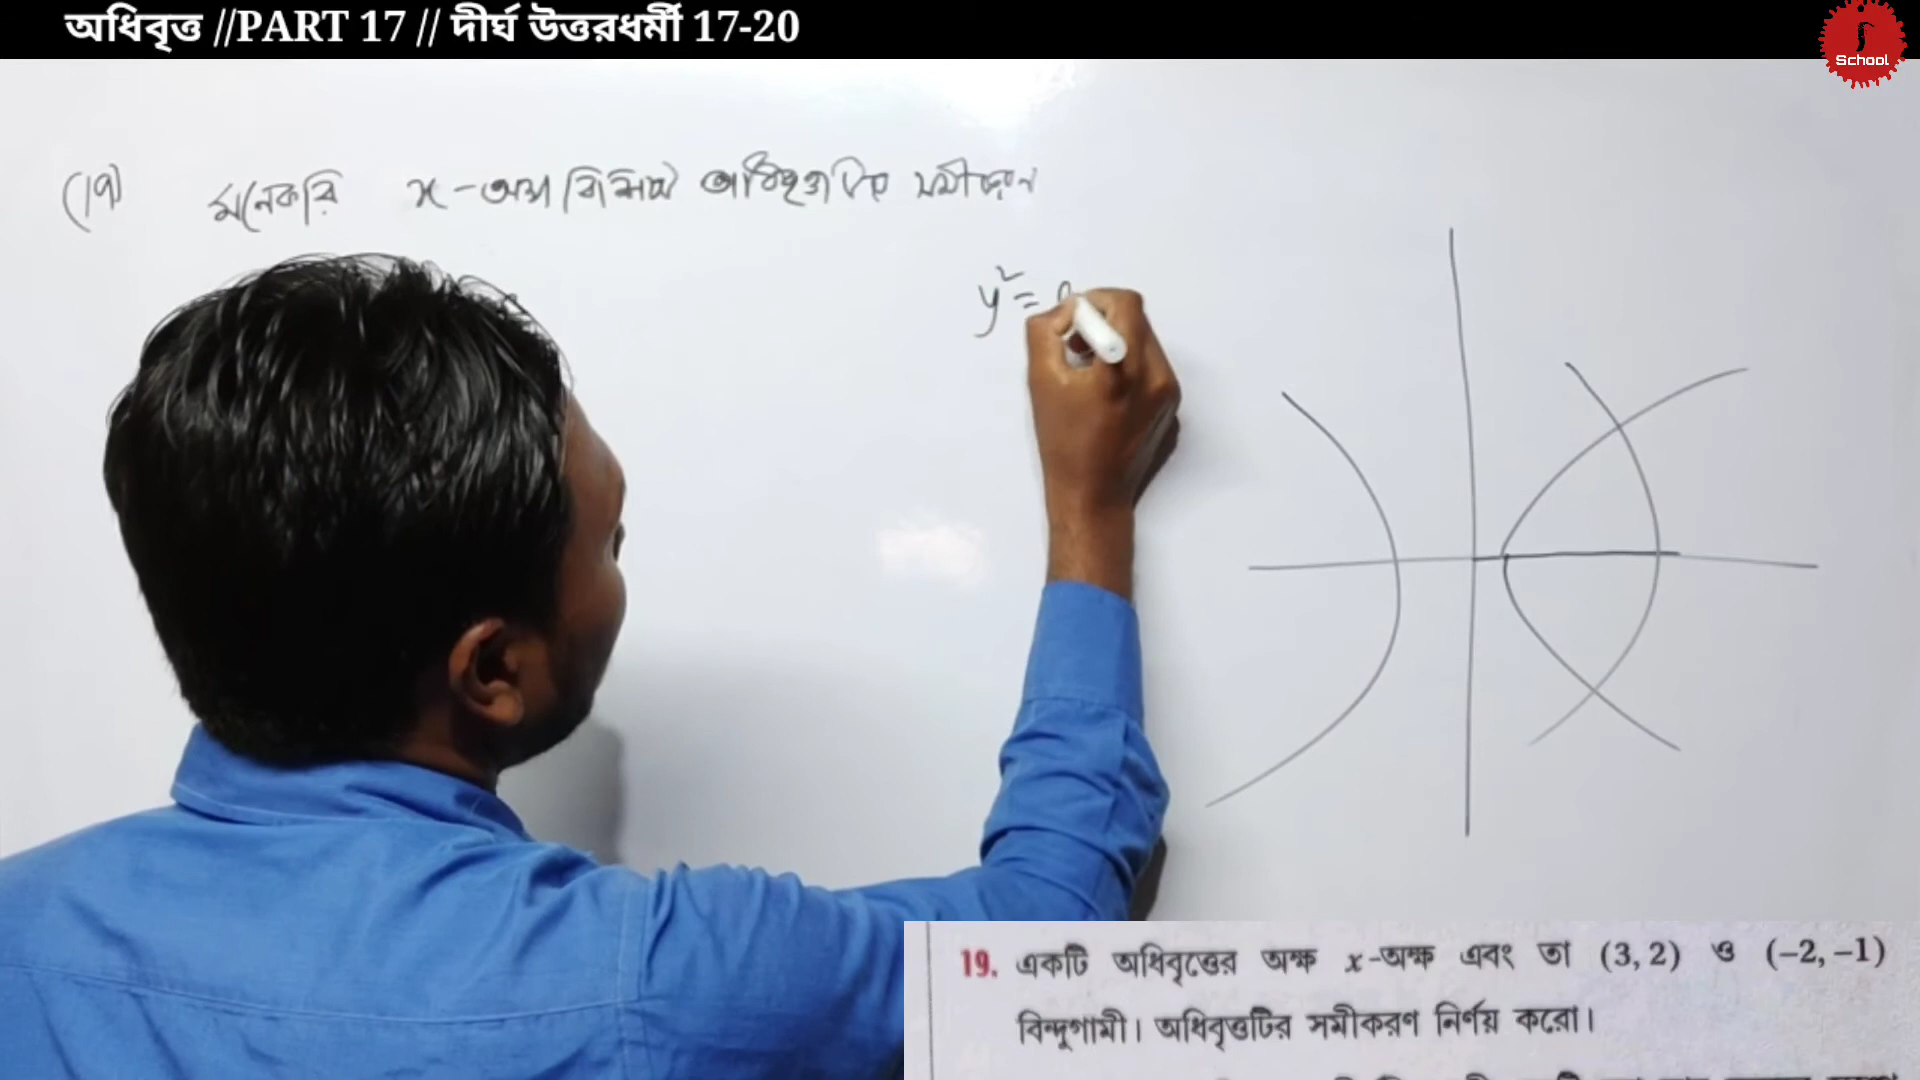 অধিবৃত্ত //PART 17 // দীর্ঘ উত্তরধর্মী 17-20
School
(19) মনেকরি x-অক্ষ বিশিষ্ট অধিবৃত্তটির সমীকরণ
y² =
19. একটি অধিবৃত্তের অক্ষ x-অক্ষ এবং তা (3, 2) ও (−2, −1)
বিন্দুগামী। অধিবৃত্তটির সমীকরণ নির্ণয় করো।